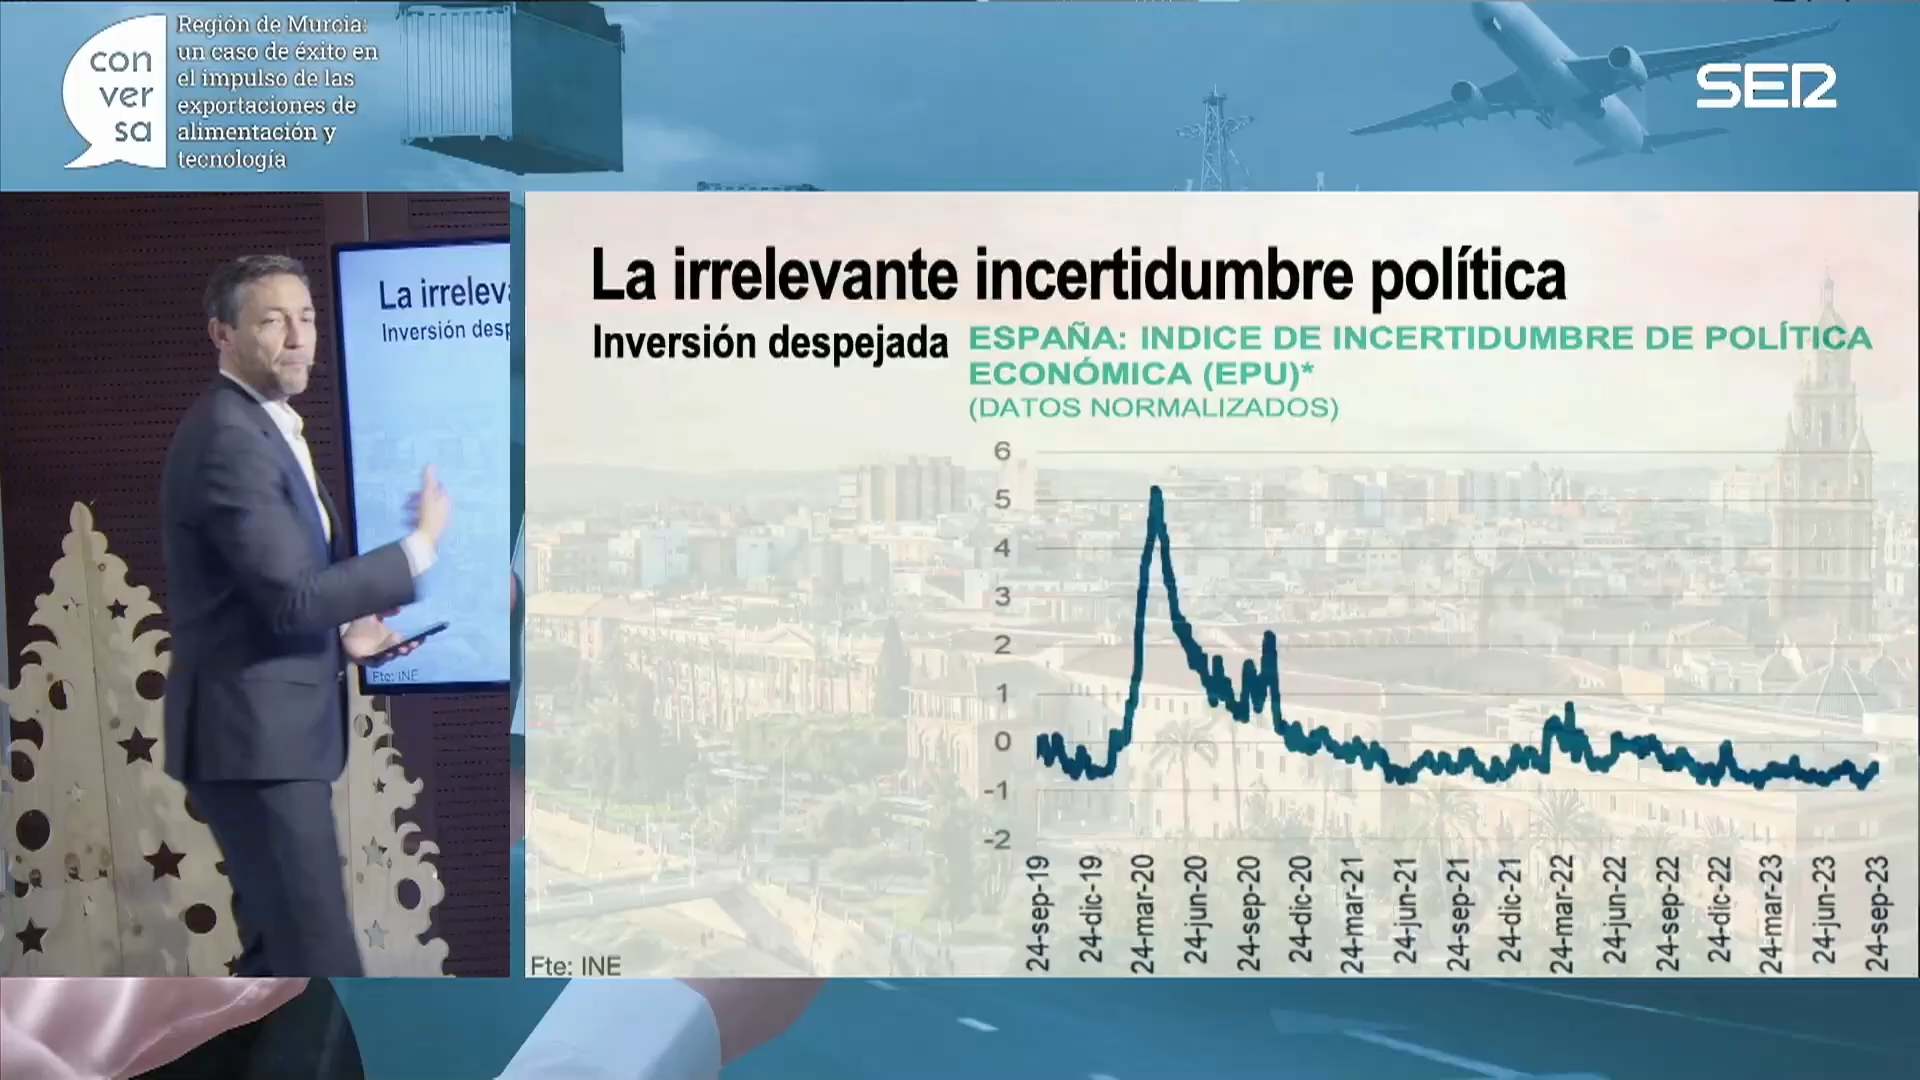 con
ver
sa
Región de Murcia:
un caso de éxito en
el impulso de las
exportaciones de
alimentación y
tecnología
SER
La irrelev
Inversión desp
Fte: INE
La irrelevante incertidumbre política
Inversión despejada
ESPAÑA: INDICE DE INCERTIDUMBRE DE POLÍTICA
ECONÓMICA (EPU)*
(DATOS NORMALIZADOS)
6
5
4
3
2
1
0
-1
-2
24-sep-19
24-dic-19
24-mar-20
24-jun-20
24-sep-20
24-dic-20
24-mar-21
24-jun-21
24-sep-21
24-dic-21
24-mar-22
24-jun-22
24-sep-22
24-dic-22
24-mar-23
24-jun-23
24-sep-23
Fte: INE